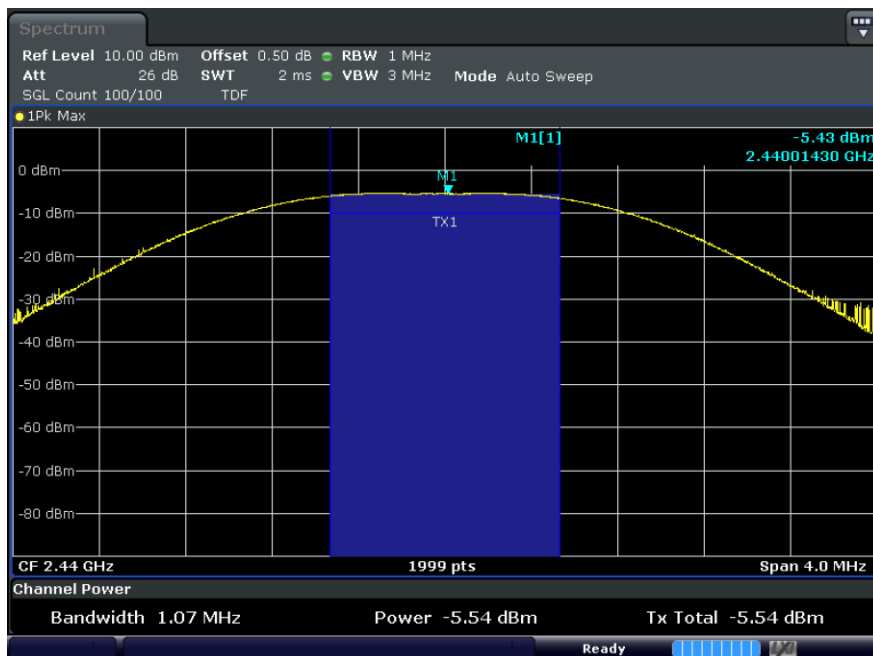 Spectrum
Ref Level 10.00 dBm Offset 0.50 dB RBW 1 MHz
Att 26 dB SWT 2 ms VBW 3 MHz Mode Auto Sweep
SGL Count 100/100 TDF
1Pk Max
M1[1] -5.43 dBm
2.44001430 GHz
0 dBm
M1
-10 dBm
TX1
-20 dBm
-30 dBm
-40 dBm
-50 dBm
-60 dBm
-70 dBm
-80 dBm
CF 2.44 GHz 1999 pts Span 4.0 MHz
Channel Power
Bandwidth 1.07 MHz Power -5.54 dBm Tx Total -5.54 dBm
Ready